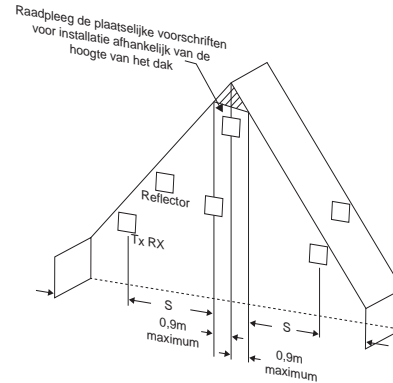 Raadpleeg de plaatselijke voorschriften
voor installatie afhankelijk van de
hoogte van het dak
Reflector
Tx RX
S
S
0,9m
maximum
0,9m
maximum